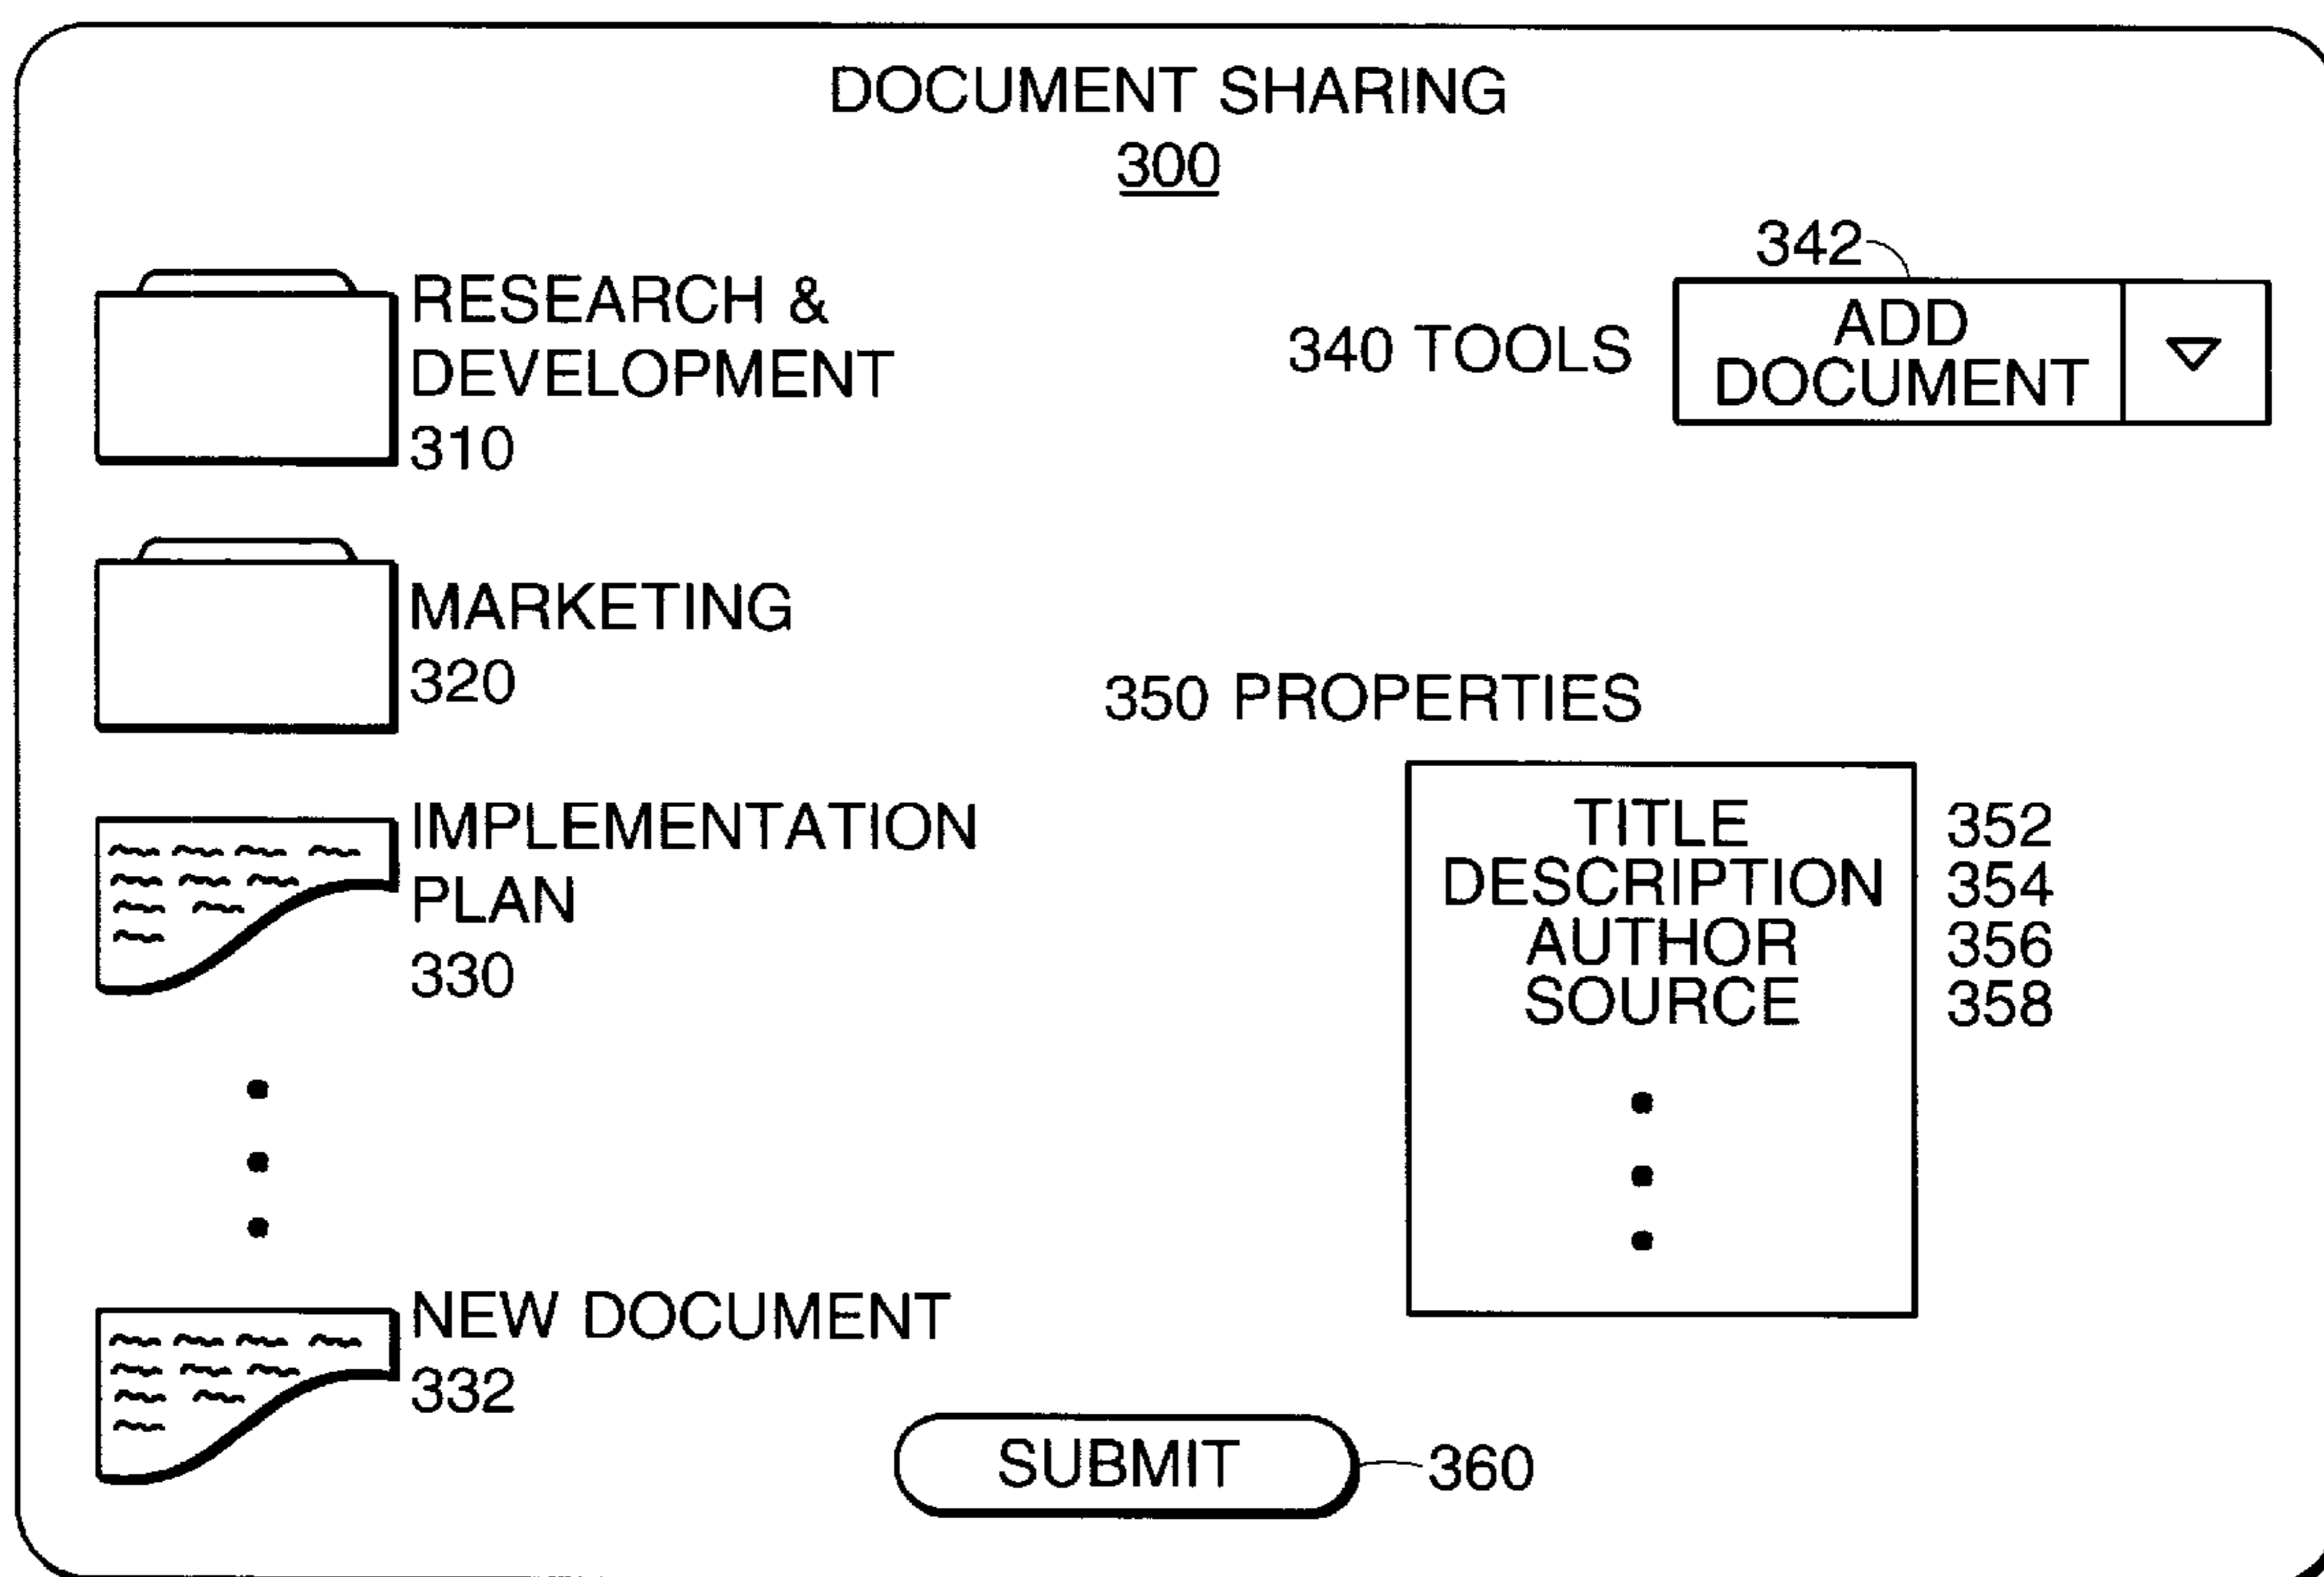 DOCUMENT SHARING
300
RESEARCH &
DEVELOPMENT
310
MARKETING
320
IMPLEMENTATION
PLAN
330
NEW DOCUMENT
332
342
340 TOOLS
ADD
DOCUMENT
350 PROPERTIES
TITLE 352
DESCRIPTION 354
AUTHOR 356
SOURCE 358
SUBMIT 360